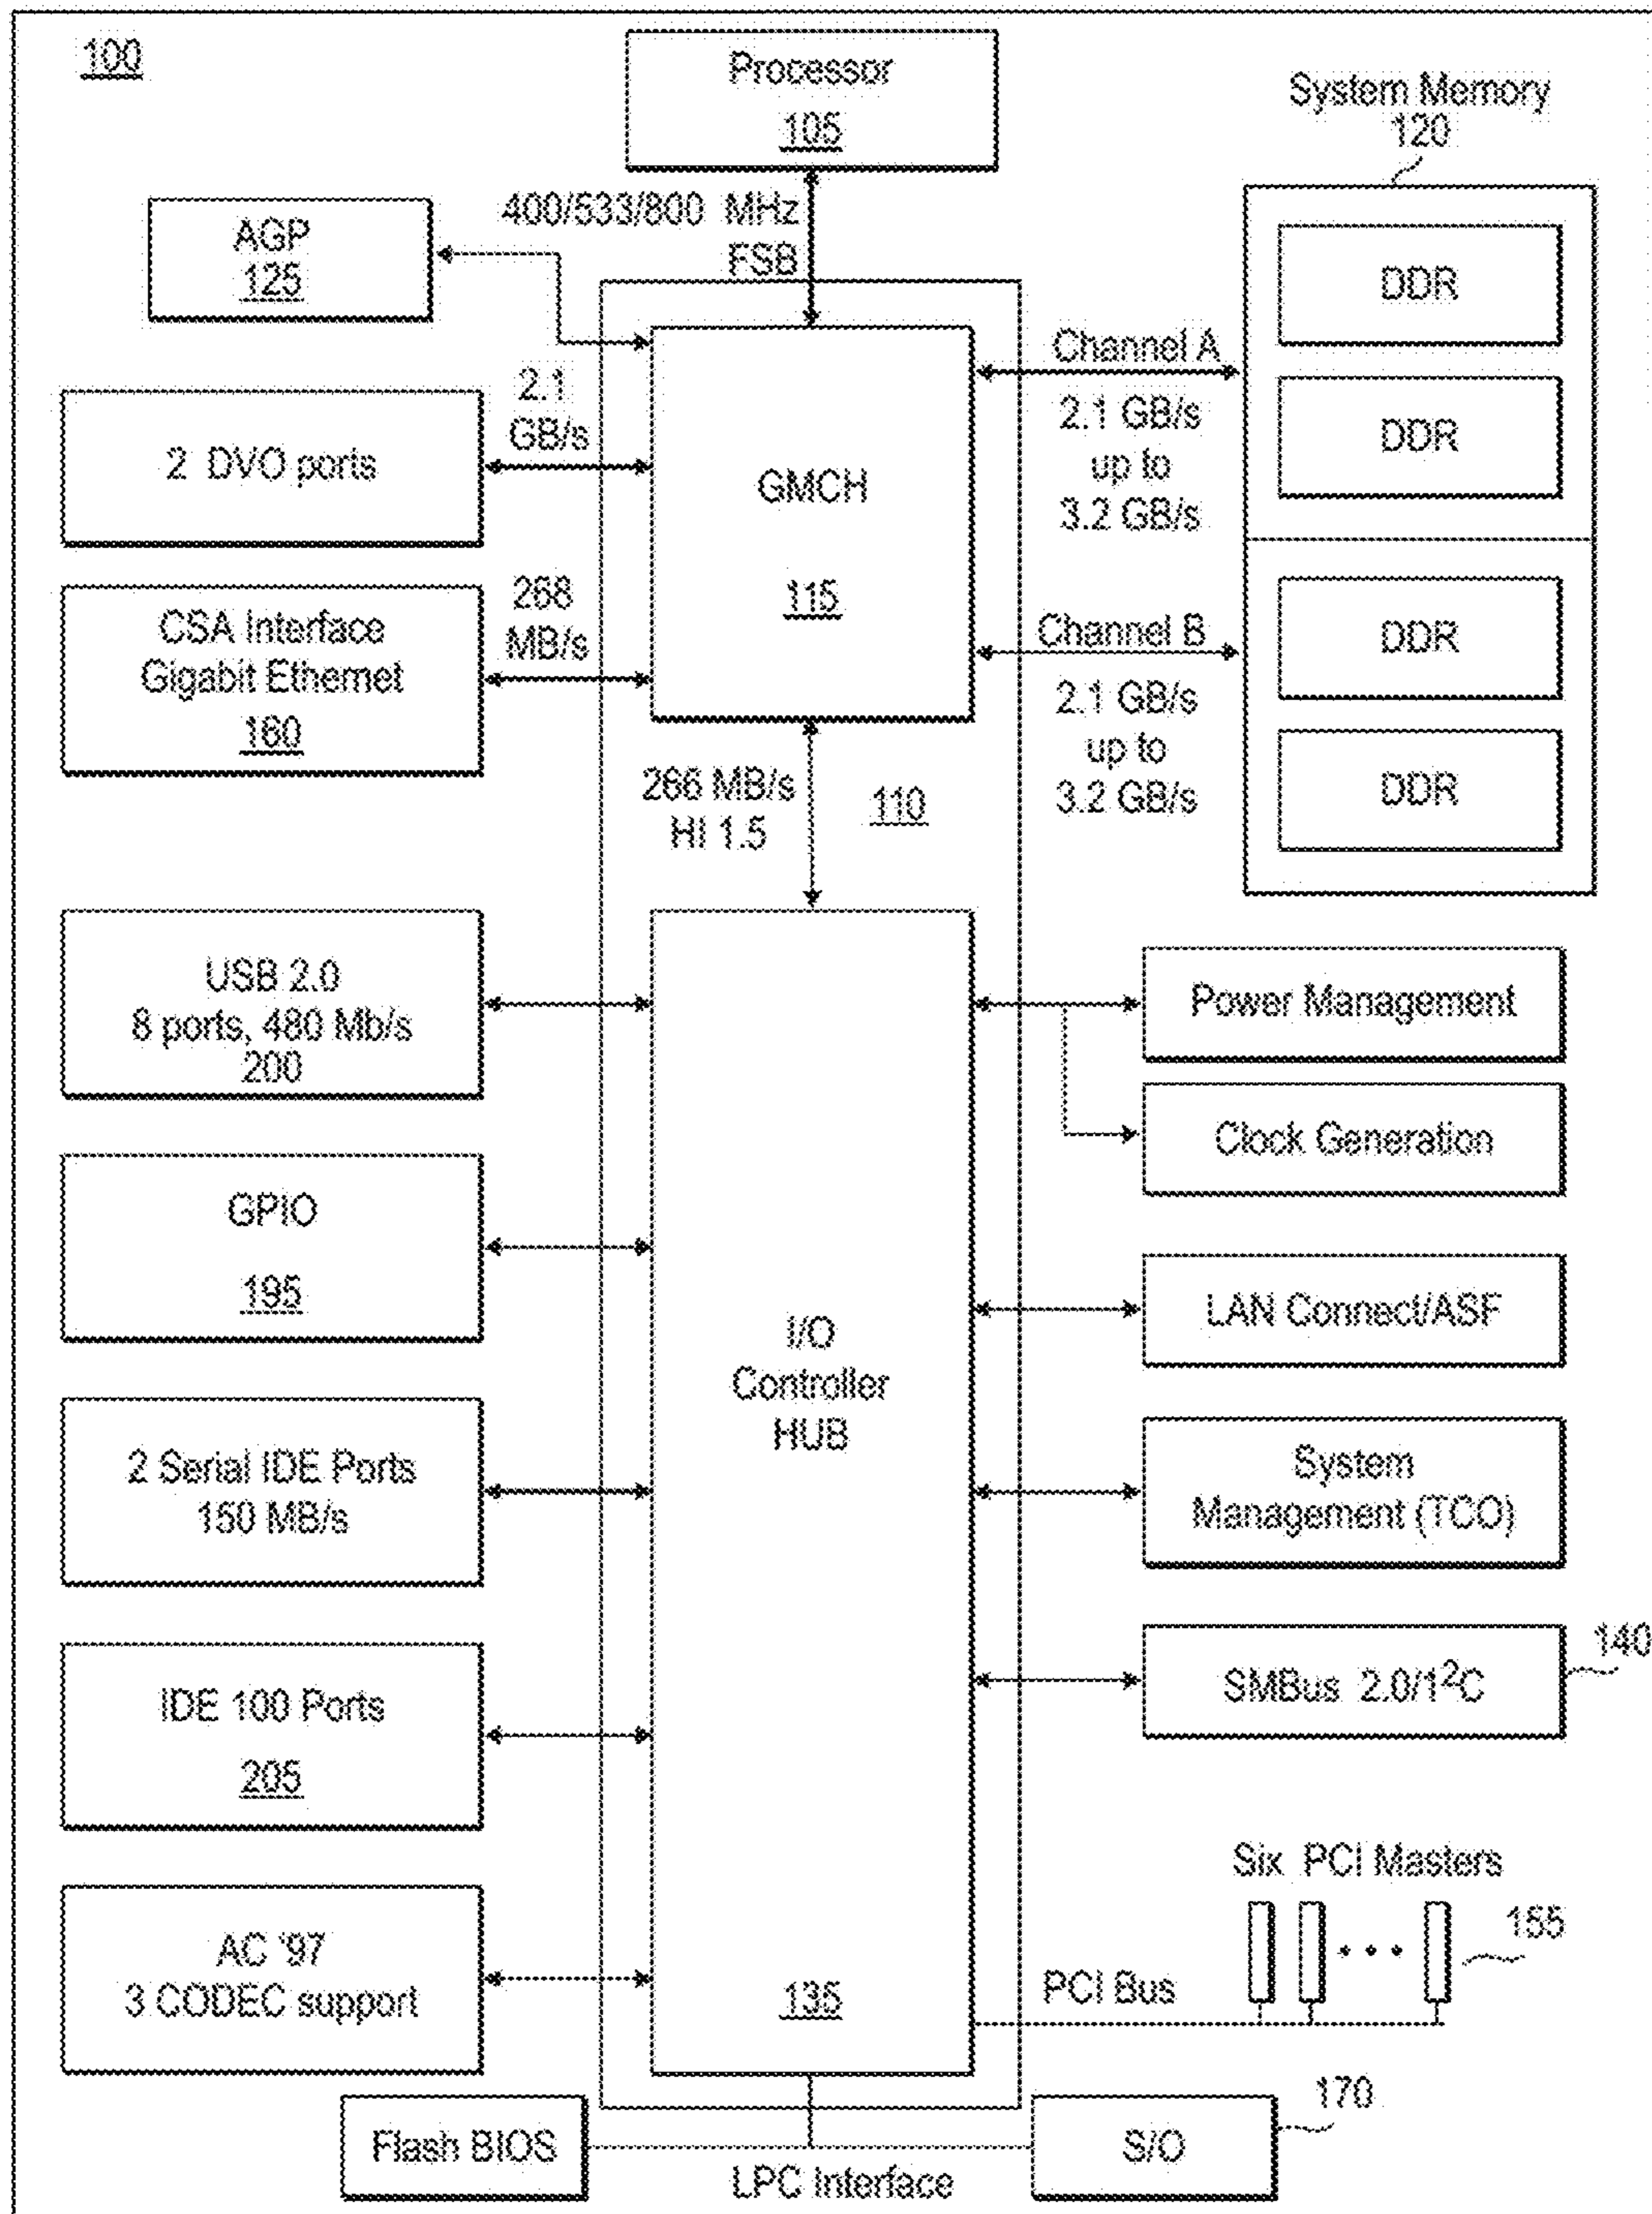 100
Processor
105
System Memory
120
400/533/800 MHz
FSB
AGP
125
DDR
DDR
DDR
DDR
2.1
GB/s
2 DVO ports
GMCH
115
Channel A
2.1 GB/s
up to
3.2 GB/s
268
MB/s
CSA Interface
Gigabit Ethernet
160
Channel B
2.1 GB/s
up to
3.2 GB/s
266 MB/s
HI 1.5
110
USB 2.0
8 ports, 480 Mb/s
200
Power Management
Clock Generation
GPIO
195
LAN Connect/ASF
I/O
Controller
HUB
135
2 Serial IDE Ports
150 MB/s
System
Management (TCO)
IDE 100 Ports
205
SMBus 2.0/1²C
140
Six PCI Masters
155
PCI Bus
AC '97
3 CODEC support
Flash BIOS
LPC Interface
S/O
170